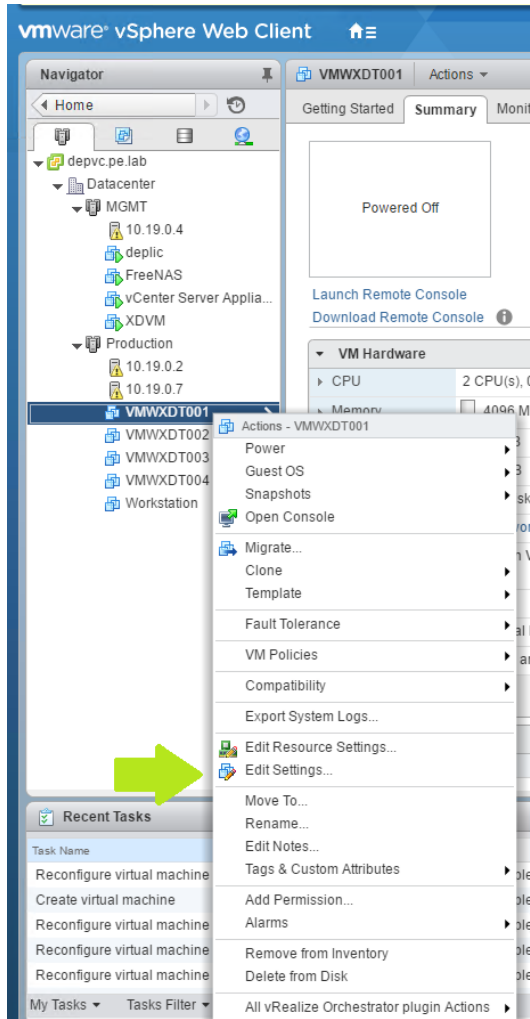 vmware® vSphere Web Client
Navigator
Home
depvc.pe.lab
Datacenter
MGMT
10.19.0.4
deplic
FreeNAS
vCenter Server Applia...
XDVM
Production
10.19.0.2
10.19.0.7
VMWXDT001
VMWXDT002
VMWXDT003
VMWXDT004
Workstation
VMWXDT001 Actions
Getting Started Summary Monit
Powered Off
Launch Remote Console
Download Remote Console
VM Hardware
CPU 2 CPU(s), 0
Memory 4096 M
Actions - VMWXDT001
Power
Guest OS
Snapshots
Open Console
Migrate...
Clone
Template
Fault Tolerance
VM Policies
Compatibility
Export System Logs...
Edit Resource Settings...
Edit Settings...
Move To...
Rename...
Edit Notes...
Tags & Custom Attributes
Add Permission...
Alarms
Remove from Inventory
Delete from Disk
All vRealize Orchestrator plugin Actions
Recent Tasks
Task Name
Reconfigure virtual machine
Create virtual machine
Reconfigure virtual machine
Reconfigure virtual machine
Reconfigure virtual machine
My Tasks Tasks Filter